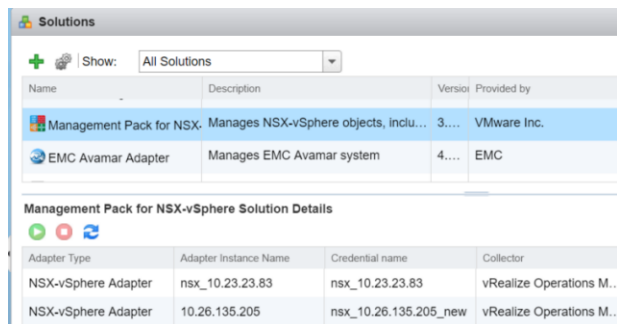 Solutions
Show: All Solutions
Name Description Version Provided by
Management Pack for NSX- Manages NSX-vSphere objects, inclu... 3.... VMware Inc.
EMC Avamar Adapter Manages EMC Avamar system 4.... EMC
Management Pack for NSX-vSphere Solution Details
Adapter Type Adapter Instance Name Credential name Collector
NSX-vSphere Adapter nsx_10.23.23.83 nsx_10.23.23.83 vRealize Operations M...
NSX-vSphere Adapter 10.26.135.205 nsx_10.26.135.205_new vRealize Operations M...